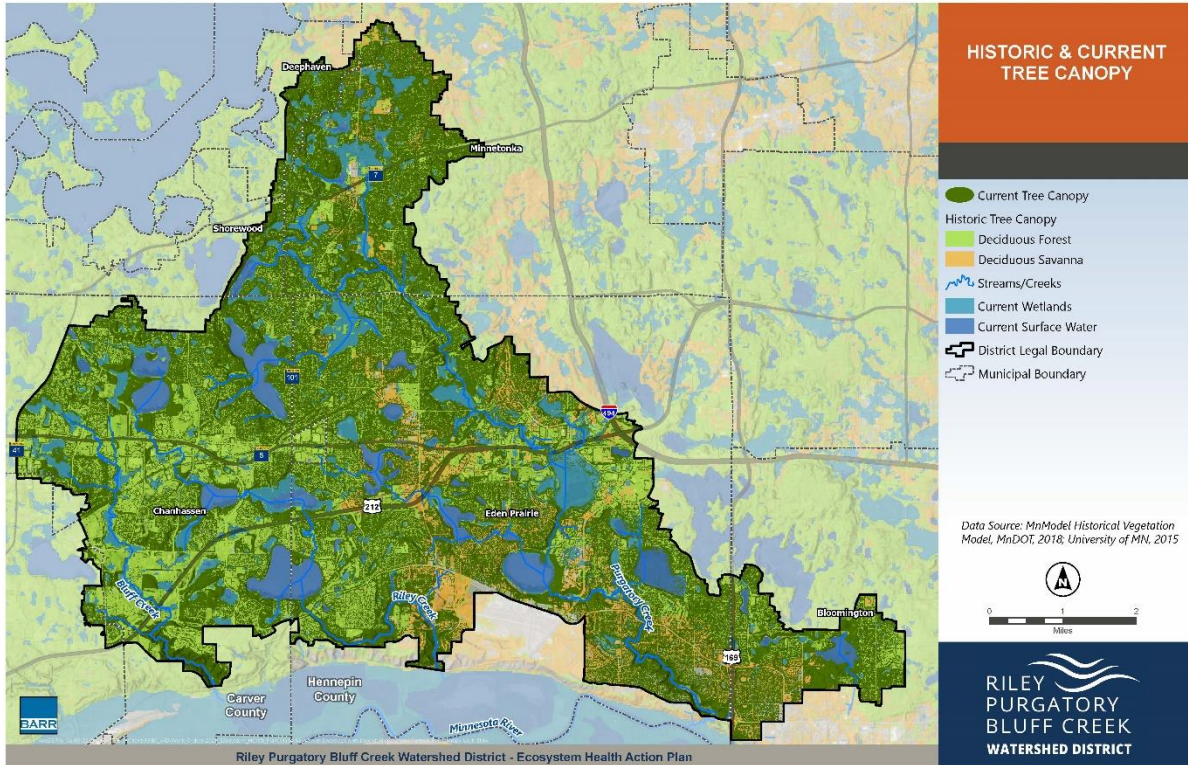 HISTORIC & CURRENT
TREE CANOPY
Current Tree Canopy
Historic Tree Canopy
Deciduous Forest
Deciduous Savanna
Streams/Creeks
Current Wetlands
Current Surface Water
District Legal Boundary
Municipal Boundary
Data Source: MnModel Historical Vegetation
Model, MnDOT, 2018; University of MN, 2015
N
0 1 2
Miles
RILEY
PURGATORY
BLUFF CREEK
WATERSHED DISTRICT
Deephaven
Minnetonka
7
Shorewood
101
494
41
5
Chanhassen
212
Eden Prairie
Bluff Creek
Riley Creek
Purgatory Creek
Bloomington
169
Hennepin
County
Carver
County
Minnesota River
BARR
Riley Purgatory Bluff Creek Watershed District - Ecosystem Health Action Plan